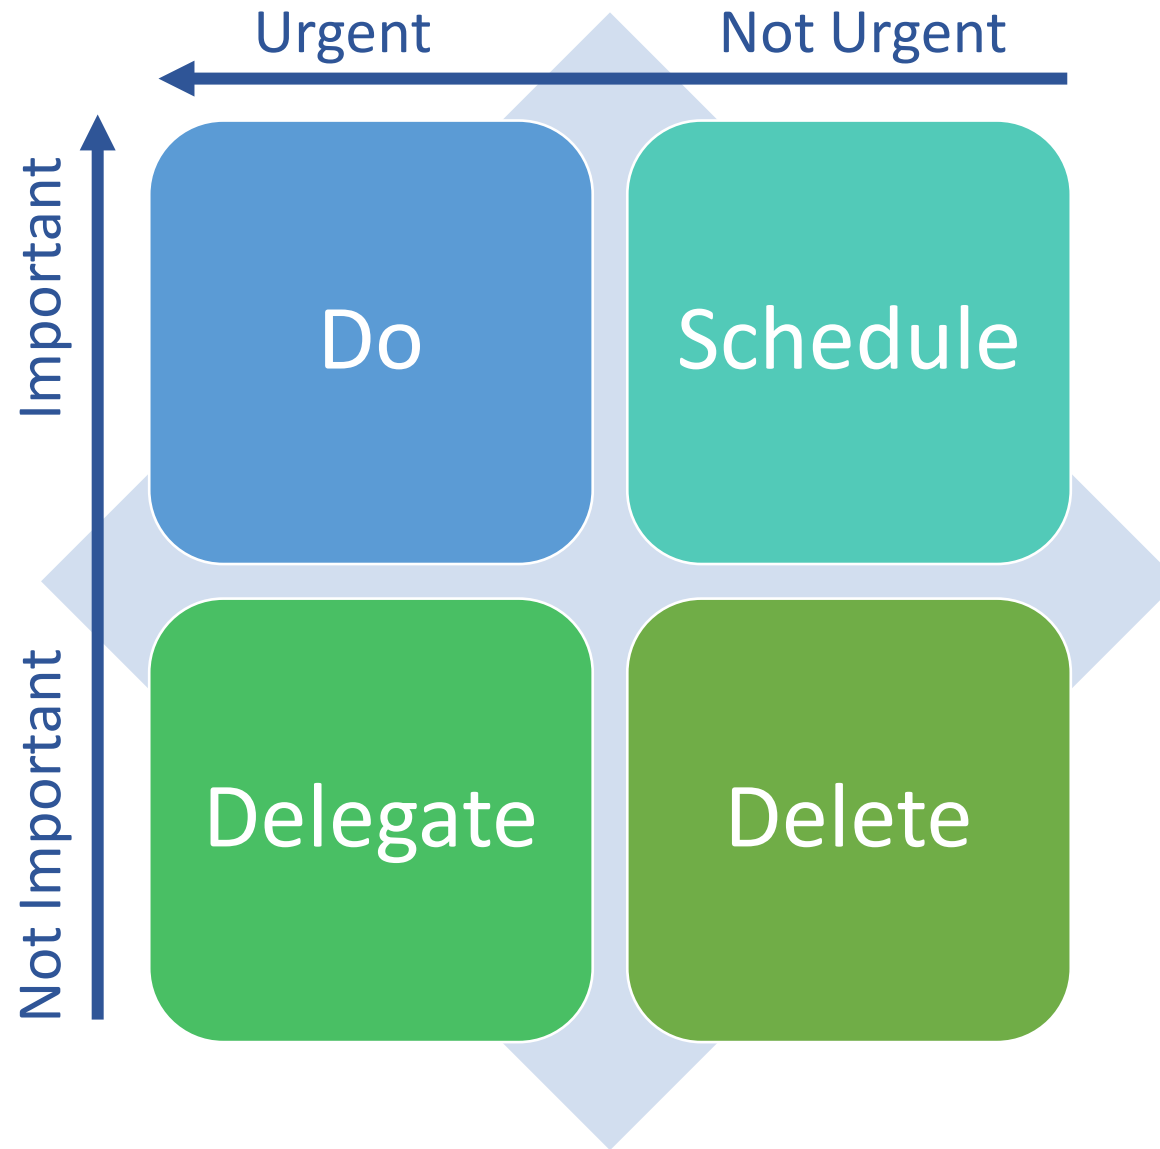 Urgent
Not Urgent
Important
Do
Schedule
Not Important
Delegate
Delete